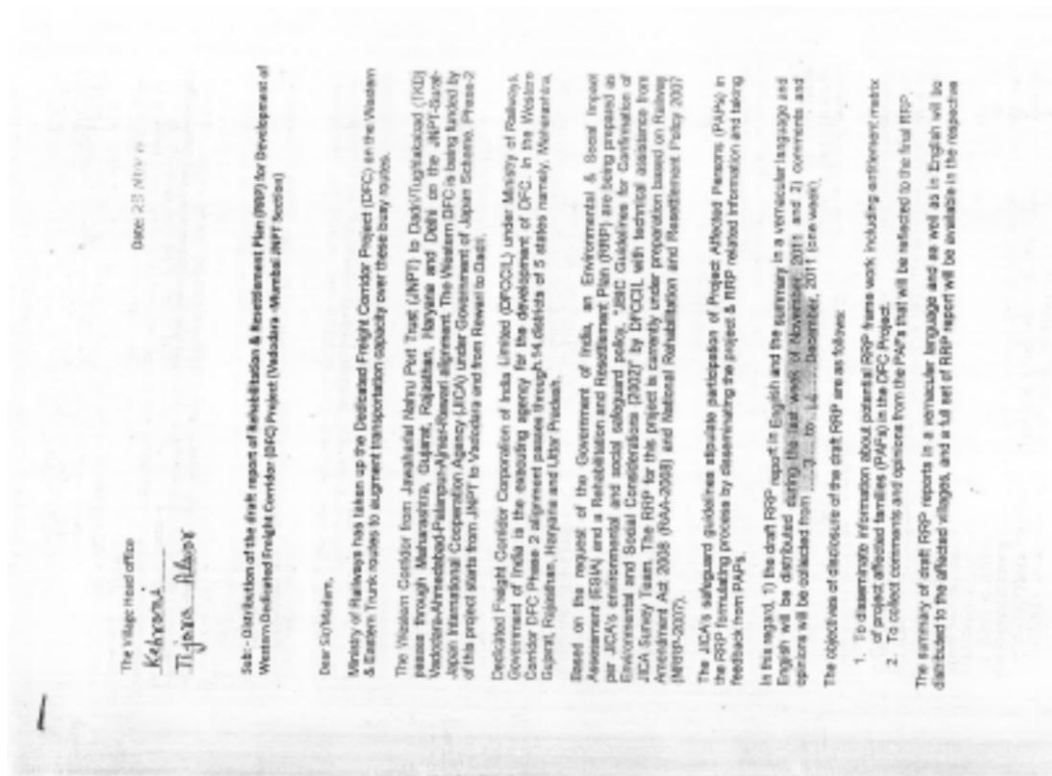 Date: 28 Nov 11
The Village Head office
Tijara Alwar
Sub:- Distribution of the draft report of Rehabilitation & Resettlement Plan (RRP) for Development of
Western Dedicated Freight Corridor (DFC) Project (Vadodara -Mumbai JNPT Section)
Dear Sir/Madam,
Ministry of Railways has taken up the Dedicated Freight Corridor Project (DFC) on the Western
& Eastern Trunk routes to augment transportation capacity over these busy routes.
The Western Corridor from Jawaharlal Nehru Port Trust (JNPT) to Dadri/Tughlakabad (TKD)
passes through Maharashtra, Gujarat, Rajasthan, Haryana and Delhi on the JNPT-Surat-
Vadodara-Ahmedabad-Palanpur-Ajmer-Rewari alignment. The Western DFC is being funded by
Japan International Cooperation Agency (JICA) under Government of Japan Scheme. Phase-2
of this project starts from JNPT to Vadodara and from Rewari to Dadri.
Dedicated Freight Corridor Corporation of India Limited (DFCCIL) under Ministry of Railways,
Government of India is the executing agency for the development of DFC. In the Western
Corridor DFC Phase 2 alignment passes through 14 districts of 5 states namely, Maharashtra,
Gujarat, Rajasthan, Haryana and Uttar Pradesh.
Based on the request of the Government of India, an Environmental & Social Impact
Assessment (ESIA) and a Rehabilitation and Resettlement Plan (RRP) are being prepared as
per JICA's environmental and social safeguard policy, "JBIC Guidelines for Confirmation of
Environmental and Social Considerations [2002]" by DFCCIL with technical assistance from
JICA Survey Team. The RRP for this project is currently under preparation based on Railways
Amendment Act 2008 (RAA-2008) and National Rehabilitation and Resettlement Policy 2007
(NRRP-2007).
The JICA's safeguard guidelines stipulate participation of Project Affected Persons (PAPs) in
the RRP formulating process by disseminating the project & RRP related information and taking
feedback from PAPs.
In this regard, 1) the draft RRP report in English and the summary in a vernacular language and
English will be distributed during the last week of November, 2011 and 2) comments and
opinions will be collected from 3 to 12 December, 2011 (one week).
The objectives of disclosure of the draft RRP are as follows:
1. To disseminate information about potential RRP frame work including entitlement matrix
of project affected families (PAFs) in the DFC Project.
2. To collect comments and opinions from the PAPs that will be reflected to the final RRP.
The summary of draft RRP reports in a vernacular language and as well as in English will be
distributed to the affected villages, and a full set of RRP report will be available in the respective